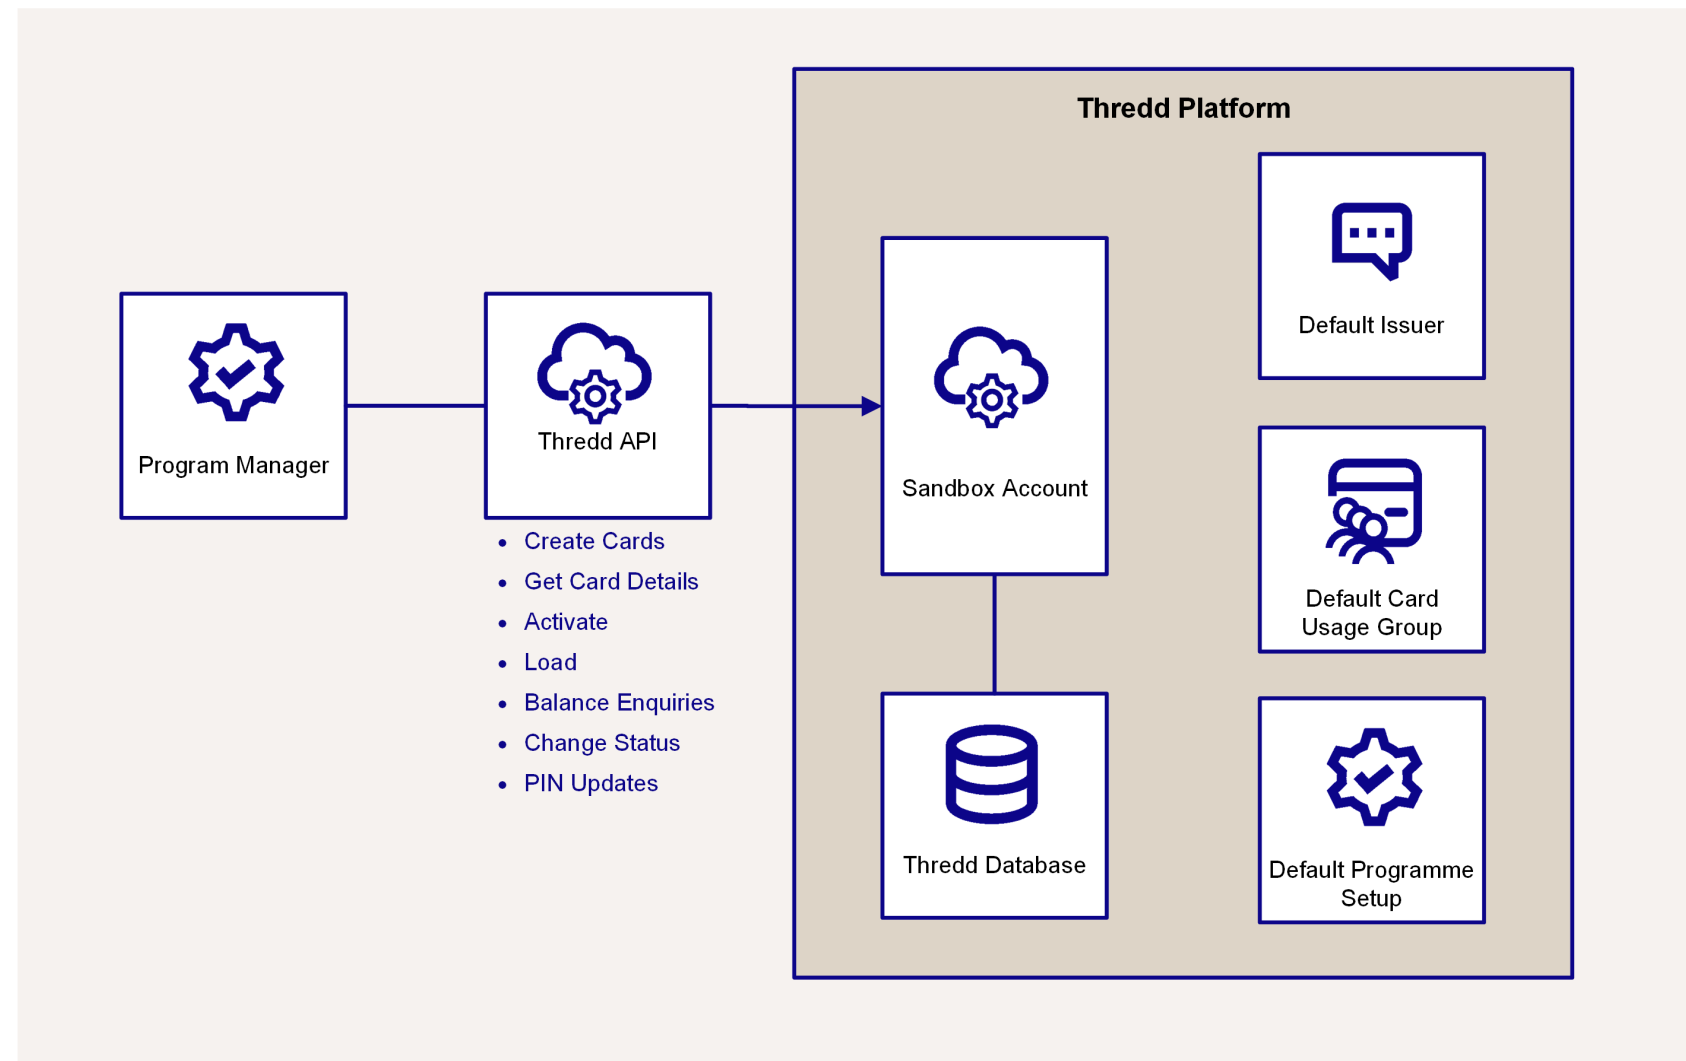 Thredd Platform
Program Manager
Thredd API
Create Cards
Get Card Details
Activate
Load
Balance Enquiries
Change Status
PIN Updates
Sandbox Account
Thredd Database
Default Issuer
Default Card
Usage Group
Default Programme
Setup